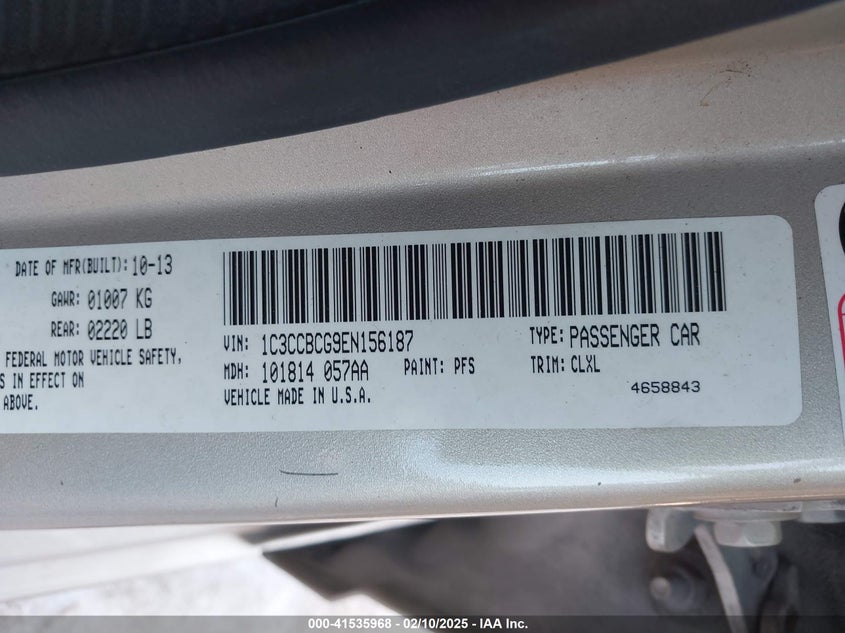 DATE OF MFR(BUILT): 10-13
GAWR: 01007 KG
REAR: 02220 LB
FEDERAL MOTOR VEHICLE SAFETY,
S IN EFFECT ON
ABOVE.
VIN: 1C3CCBCG9EN156187 TYPE: PASSENGER CAR
MDH: 101814 057AA PAINT: PFS TRIM: CLXL
VEHICLE MADE IN U.S.A. 4658843
000-41535968 - 02/10/2025 - IAA Inc.